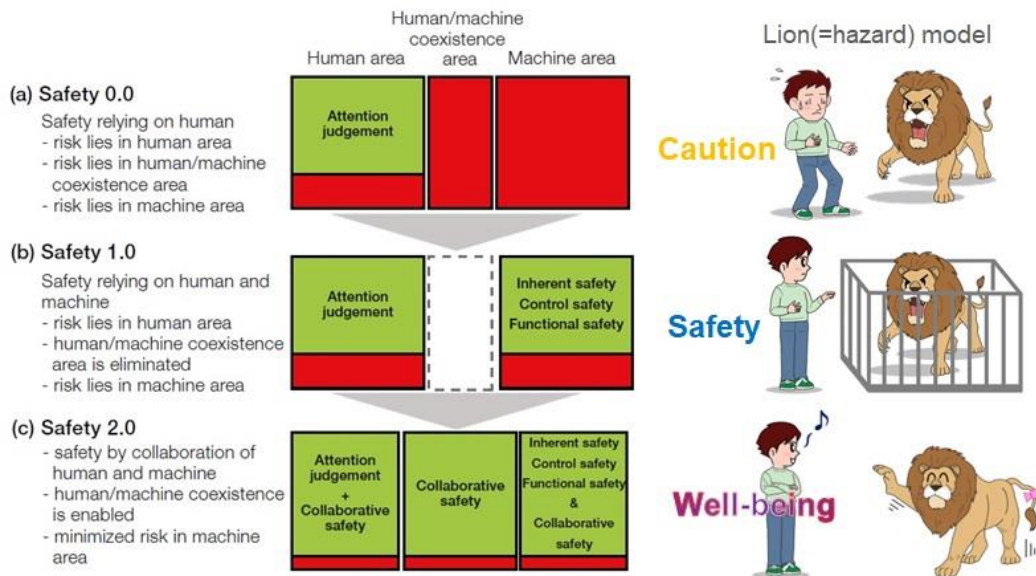 Human/machine
coexistence
area
Human area
Machine area
Lion(=hazard) model
(a) Safety 0.0
Safety relying on human
- risk lies in human area
- risk lies in human/machine
coexistence area
- risk lies in machine area
Attention
judgement
Caution
(b) Safety 1.0
Safety relying on human and
machine
- risk lies in human area
- human/machine coexistence
area is eliminated
- risk lies in machine area
Attention
judgement
Inherent safety
Control safety
Functional safety
Safety
(c) Safety 2.0
- safety by collaboration of
human and machine
- human/machine coexistence
is enabled
- minimized risk in machine
area
Attention
judgement
+
Collaborative
safety
Collaborative
safety
Inherent safety
Control safety
Functional safety
&
Collaborative
safety
Well-being